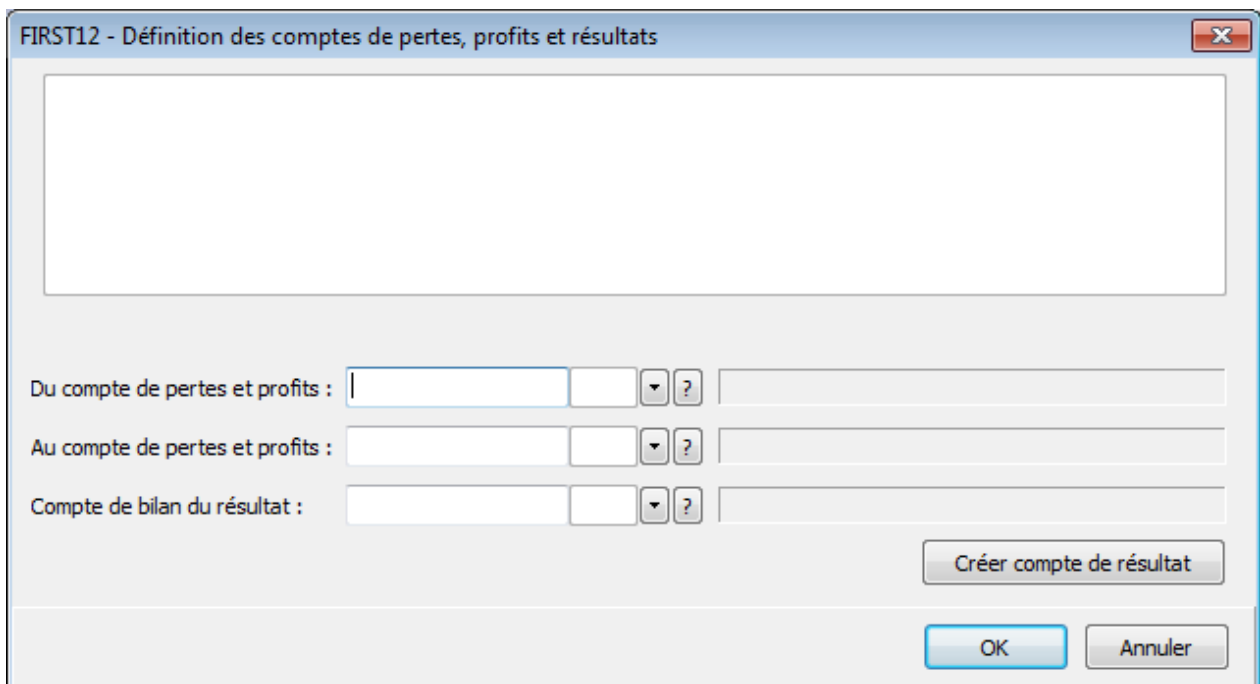 FIRST12 - Définition des comptes de pertes, profits et résultats
Du compte de pertes et profits : ?
Au compte de pertes et profits : ?
Compte de bilan du résultat : ?
Créer compte de résultat
OK Annuler